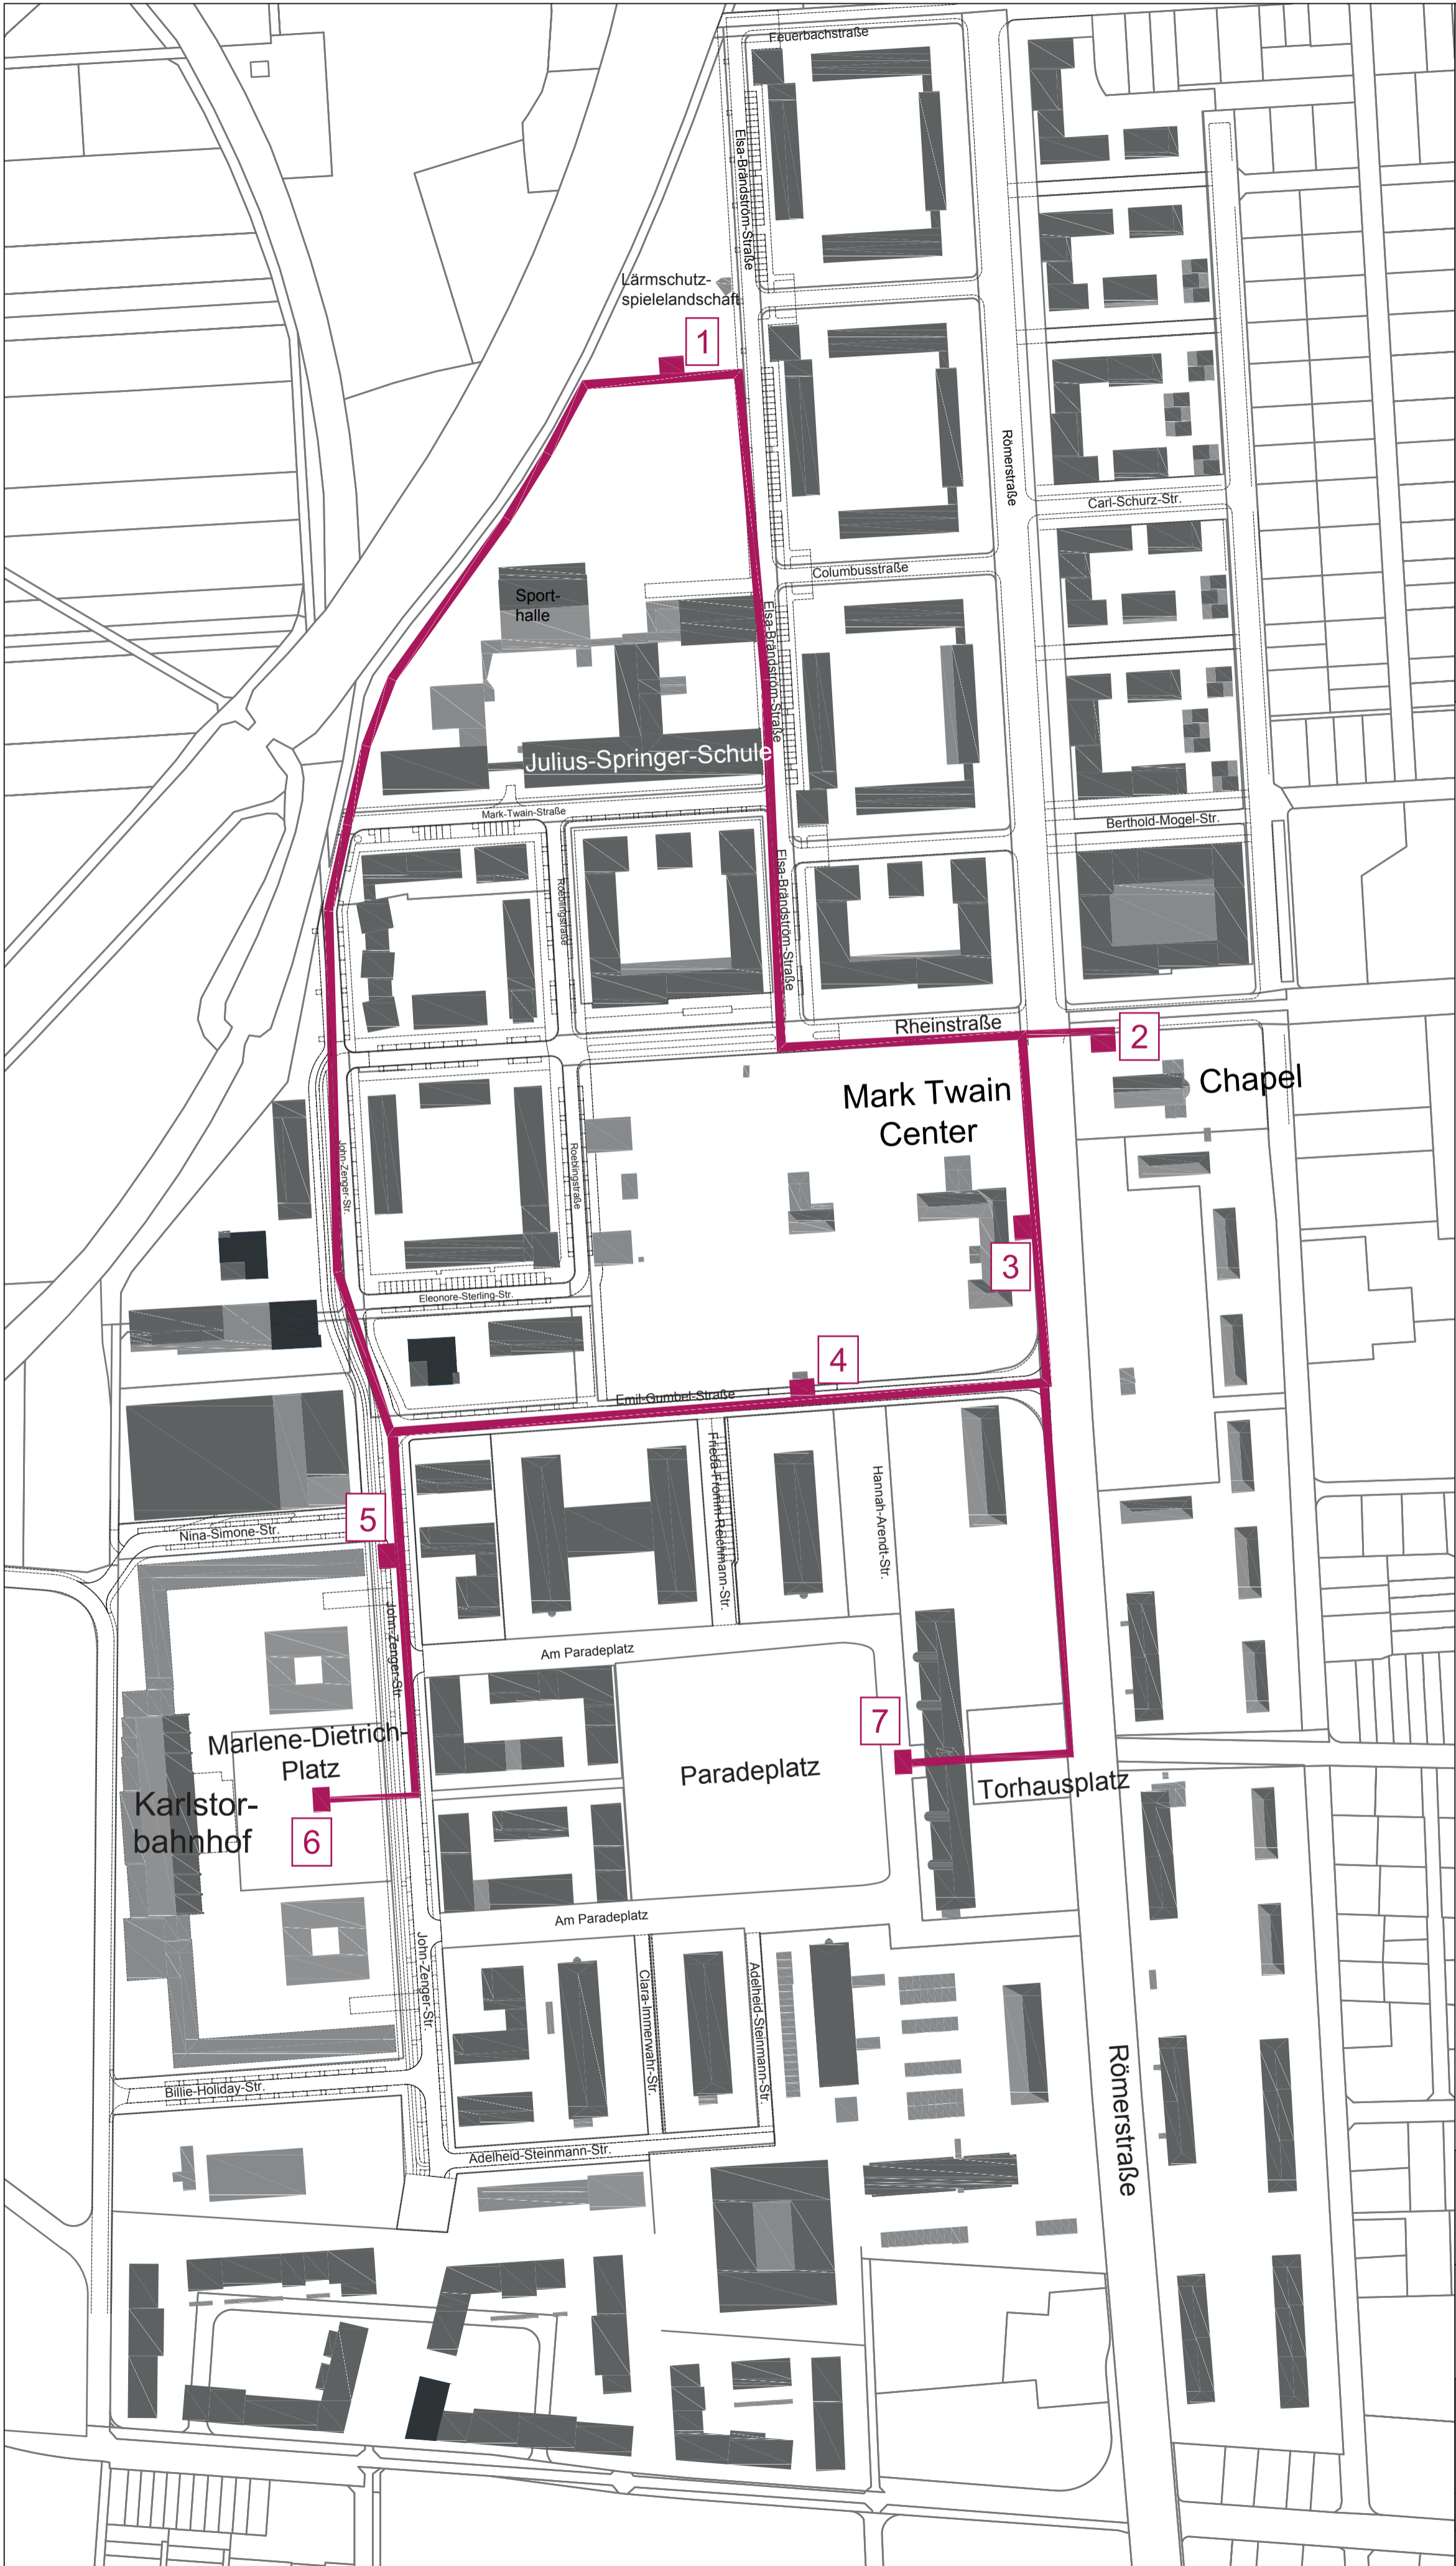 Feuerbachstraße
Elsa-Brändström-Straße
Lärmschutz-
spielelandschaft
1
Römerstraße
Carl-Schurz-Str.
Columbusstraße
Sport-
halle
Elsa-Brändström-Straße
Julius-Springer-Schule
Mark-Twain-Straße
Berthold-Mogel-Str.
Roeblingstraße
Elsa-Brändström-Straße
Rheinstraße
2
Mark Twain
Center
Chapel
John-Zenger-Str.
Roeblingstraße
3
Eleonore-Sterling-Str.
4
Emil-Gumbel-Straße
Frieda-Fromm-Reichmann-Str.
Hannah-Arendt-Str.
5
Nina-Simone-Str.
John-Zenger-Str.
Am Paradeplatz
7
Marlene-Dietrich-
Platz
Paradeplatz
Torhausplatz
Karlstor-
bahnhof
6
Am Paradeplatz
John-Zenger-Str.
Clara-Immerwahr-Str.
Adelheid-Steinmann-Str.
Römerstraße
Billie-Holiday-Str.
Adelheid-Steinmann-Str.